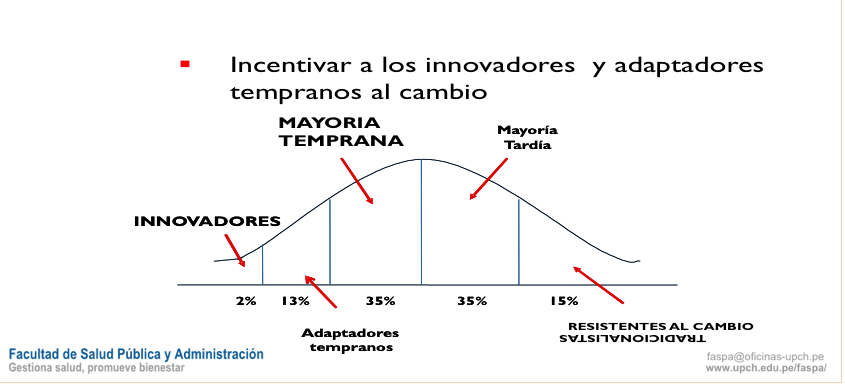 Incentivar a los innovadores y adaptadores
tempranos al cambio
MAYORIA
TEMPRANA
Mayoría
Tardía
INNOVADORES
2% 13% 35% 35% 15%
Adaptadores
tempranos
RESISTENTES AL CAMBIO
TRADICIONALISTAS
Facultad de Salud Pública y Administración
Gestiona salud, promueve bienestar
faspa@oficinas-upch.pe
www.upch.edu.pe/faspa/